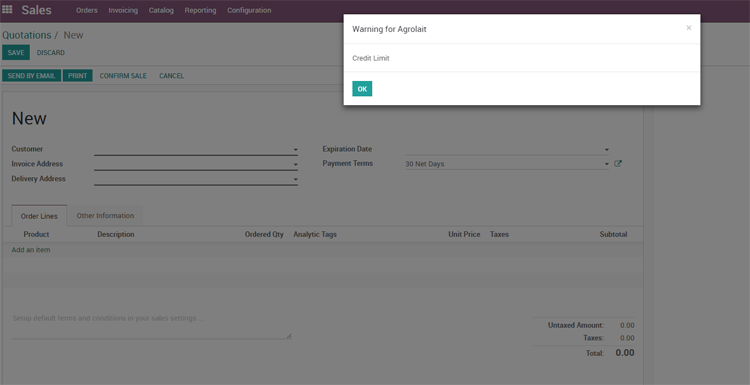 Sales Orders Invoicing Catalog Reporting Configuration
Warning for Agrolait ×
Quotations / New
SAVE DISCARD
Credit Limit
SEND BY EMAIL PRINT CONFIRM SALE CANCEL
OK
New
Customer Expiration Date
Invoice Address Payment Terms 30 Net Days
Delivery Address
Order Lines Other Information
Product Description Ordered Qty Analytic Tags Unit Price Taxes Subtotal
Add an item
Setup default terms and conditions in your sales settings...
Untaxed Amount: 0.00
Taxes: 0.00
Total: 0.00